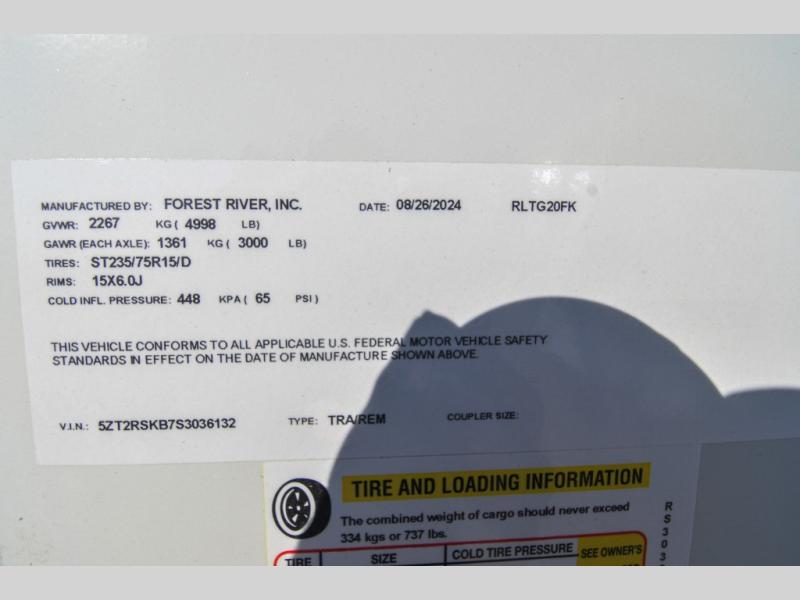 MANUFACTURED BY: FOREST RIVER, INC. DATE: 08/26/2024 RLTG20FK
GVWR: 2267 KG ( 4998 LB)
GAWR (EACH AXLE): 1361 KG ( 3000 LB)
TIRES: ST235/75R15/D
RIMS: 15X6.0J
COLD INFL. PRESSURE: 448 KPA ( 65 PSI )
THIS VEHICLE CONFORMS TO ALL APPLICABLE U.S. FEDERAL MOTOR VEHICLE SAFETY
STANDARDS IN EFFECT ON THE DATE OF MANUFACTURE SHOWN ABOVE.
V.I.N.: 5ZT2RSKB7S3036132 TYPE: TRA/REM COUPLER SIZE:
TIRE AND LOADING INFORMATION
The combined weight of cargo should never exceed
334 kgs or 737 lbs.
TIRE SIZE COLD TIRE PRESSURE SEE OWNER'S
RS303